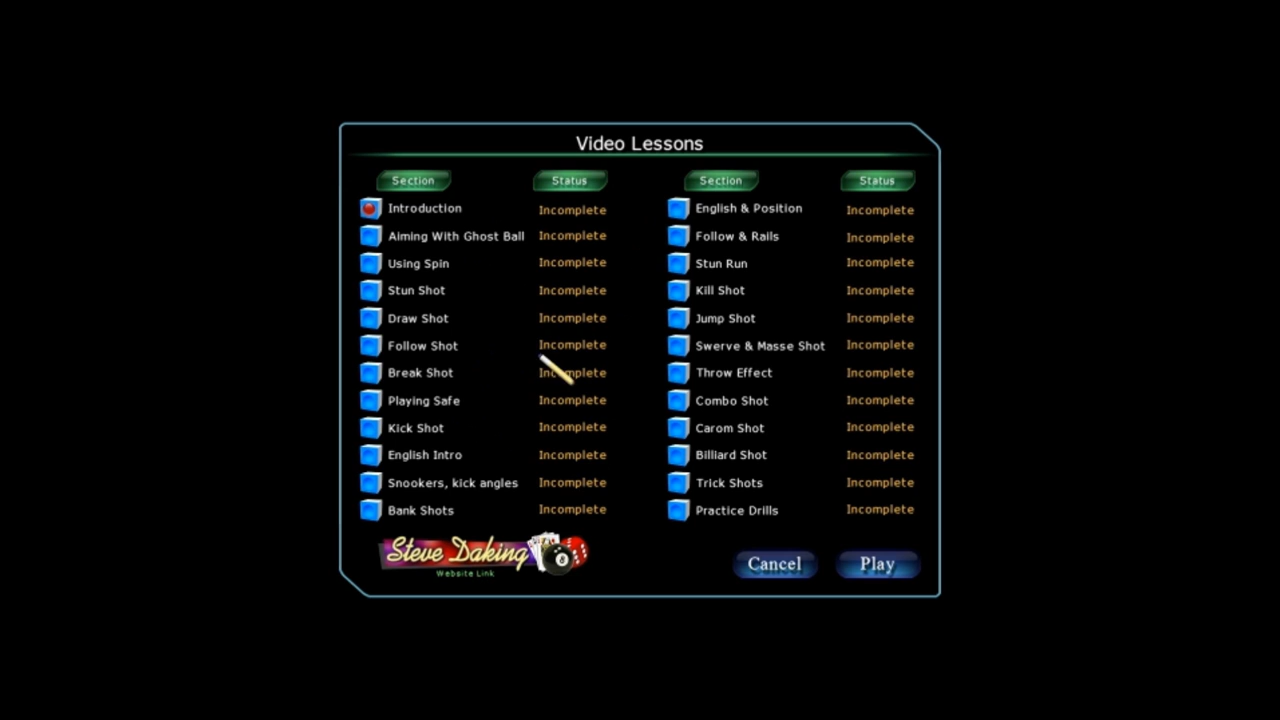 Video Lessons
Section Status Section Status
Introduction Incomplete English & Position Incomplete
Aiming With Ghost Ball Incomplete Follow & Rails Incomplete
Using Spin Incomplete Stun Run Incomplete
Stun Shot Incomplete Kill Shot Incomplete
Draw Shot Incomplete Jump Shot Incomplete
Follow Shot Incomplete Swerve & Masse Shot Incomplete
Break Shot Incomplete Throw Effect Incomplete
Playing Safe Incomplete Combo Shot Incomplete
Kick Shot Incomplete Carom Shot Incomplete
English Intro Incomplete Billiard Shot Incomplete
Snookers, kick angles Incomplete Trick Shots Incomplete
Bank Shots Incomplete Practice Drills Incomplete
Steve Daking 8
Website Link
Cancel Play